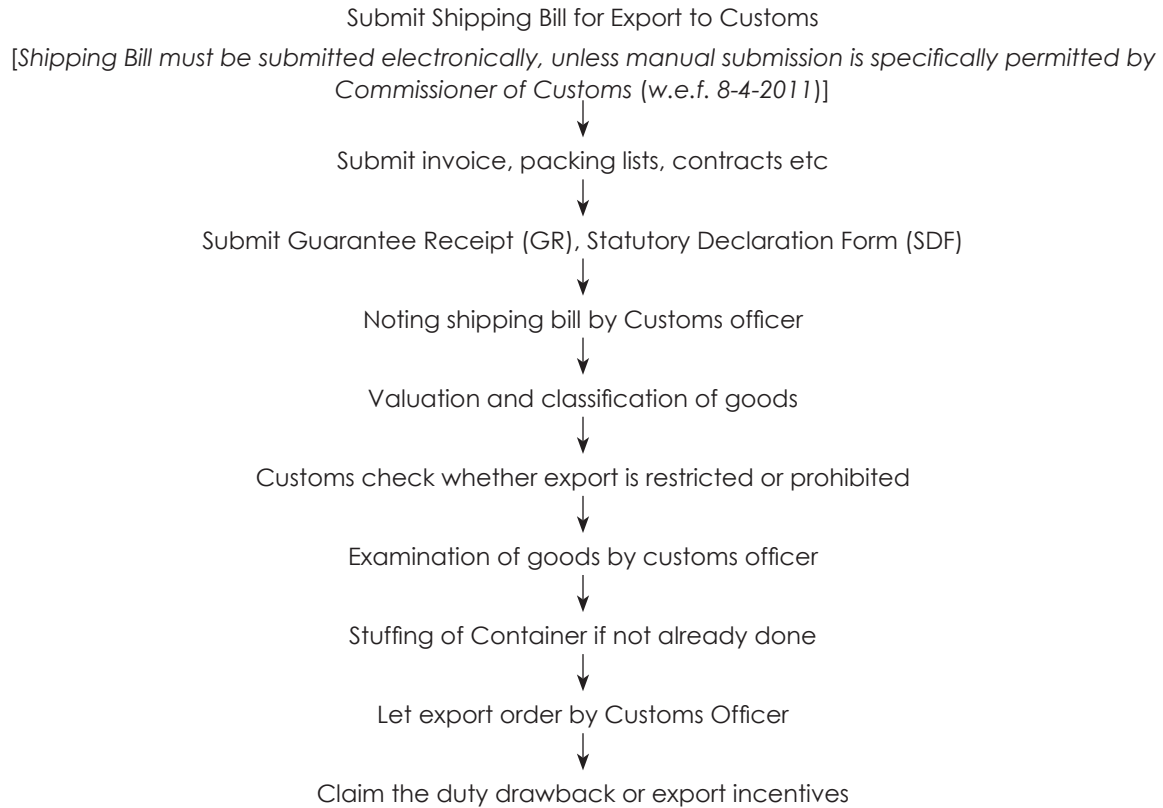 Submit Shipping Bill for Export to Customs
[Shipping Bill must be submitted electronically, unless manual submission is specifically permitted by
Commissioner of Customs (w.e.f. 8-4-2011)]
Submit invoice, packing lists, contracts etc
Submit Guarantee Receipt (GR), Statutory Declaration Form (SDF)
Noting shipping bill by Customs officer
Valuation and classification of goods
Customs check whether export is restricted or prohibited
Examination of goods by customs officer
Stuffing of Container if not already done
Let export order by Customs Officer
Claim the duty drawback or export incentives